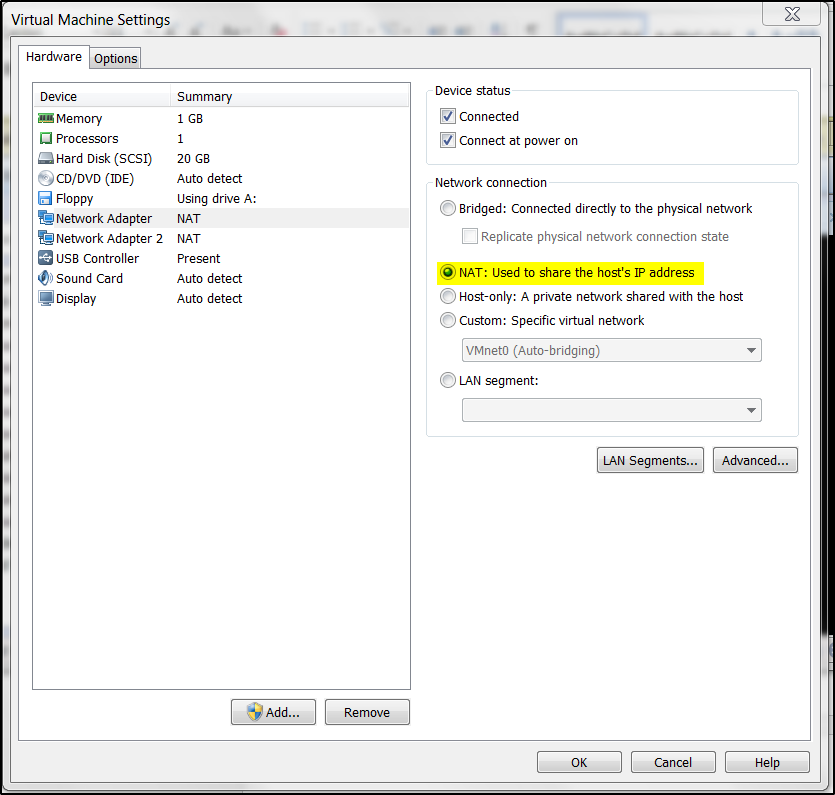 Virtual Machine Settings
Hardware Options
Device Summary
Memory 1 GB
Processors 1
Hard Disk (SCSI) 20 GB
CD/DVD (IDE) Auto detect
Floppy Using drive A:
Network Adapter NAT
Network Adapter 2 NAT
USB Controller Present
Sound Card Auto detect
Display Auto detect
Add... Remove
Device status
Connected
Connect at power on
Network connection
Bridged: Connected directly to the physical network
Replicate physical network connection state
NAT: Used to share the host's IP address
Host-only: A private network shared with the host
Custom: Specific virtual network
VMnet0 (Auto-bridging)
LAN segment:
LAN Segments... Advanced...
OK Cancel Help